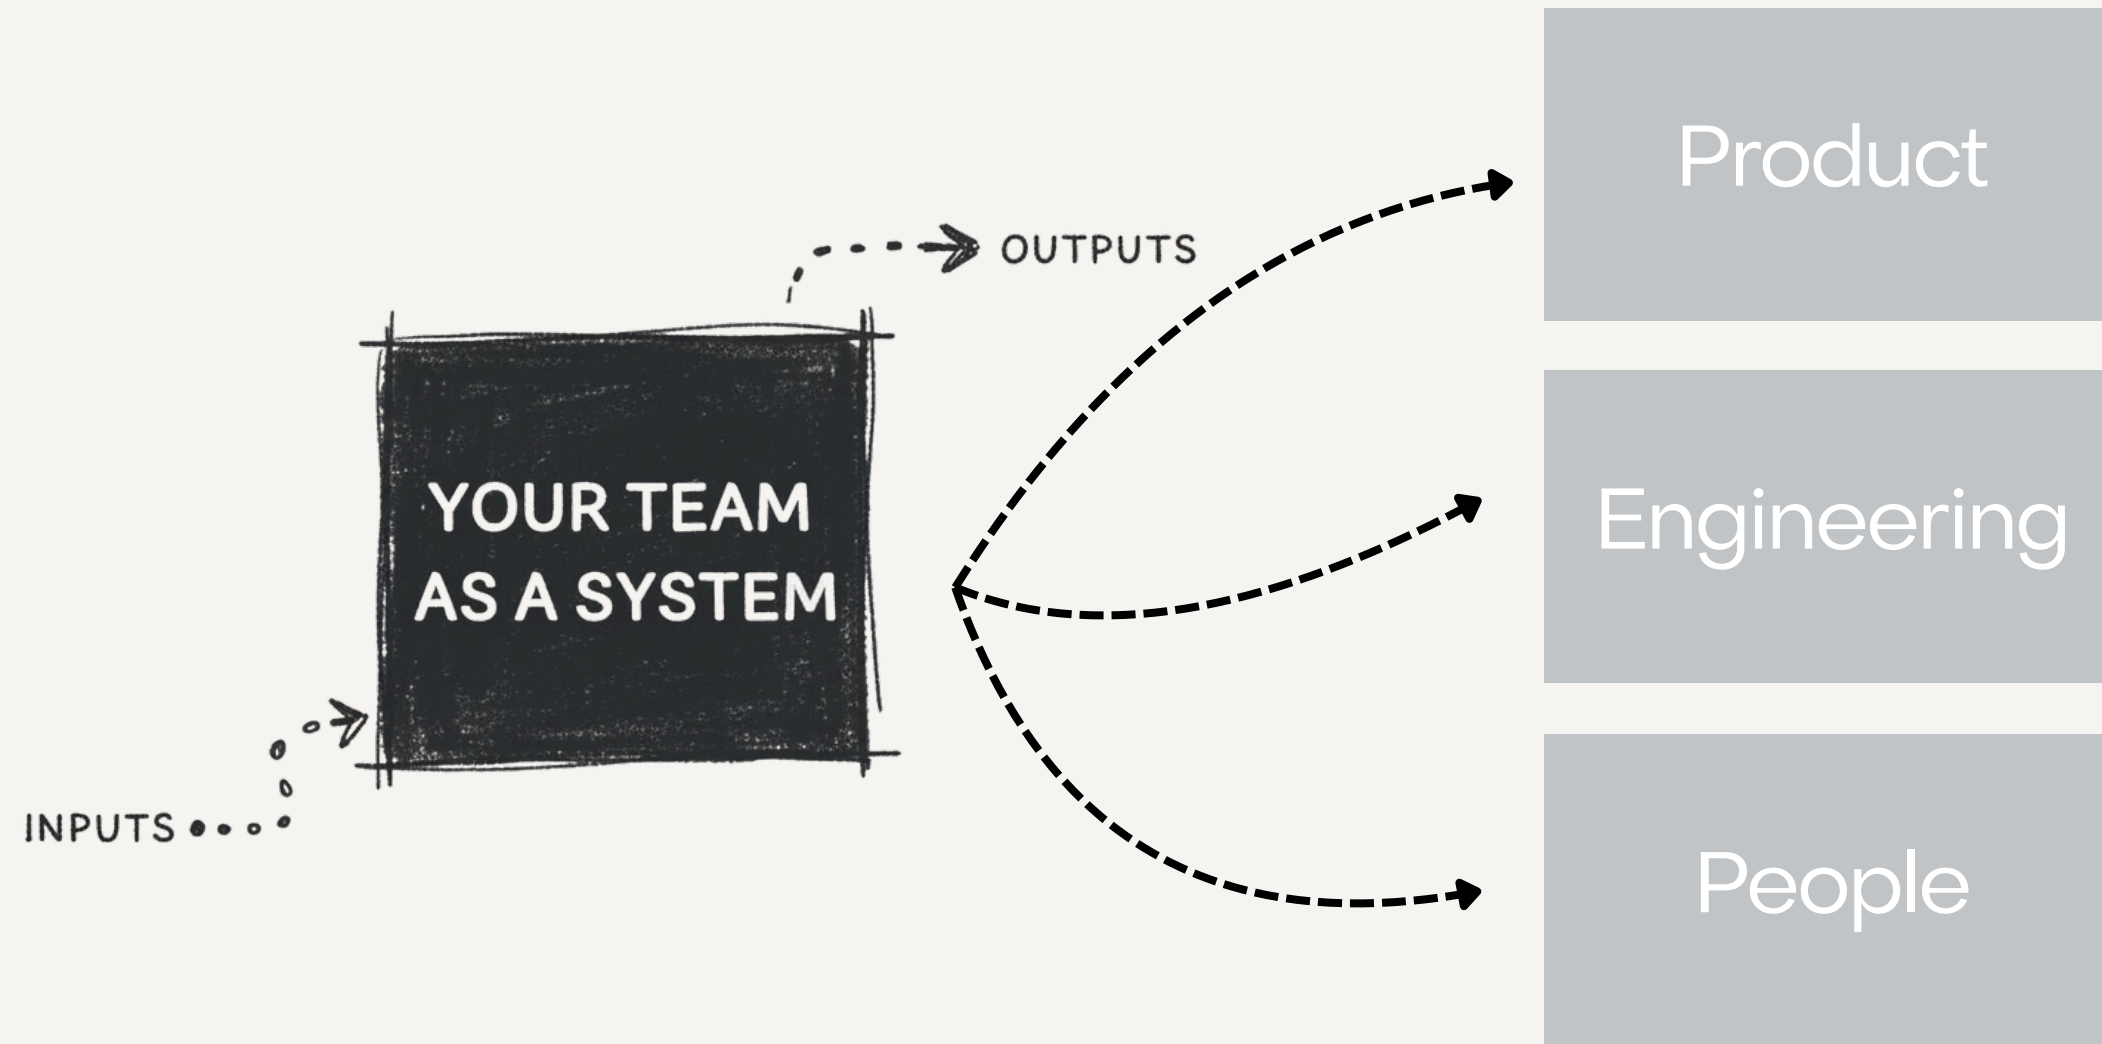 OUTPUTS
YOUR TEAM
AS A SYSTEM
INPUTS
Product
Engineering
People